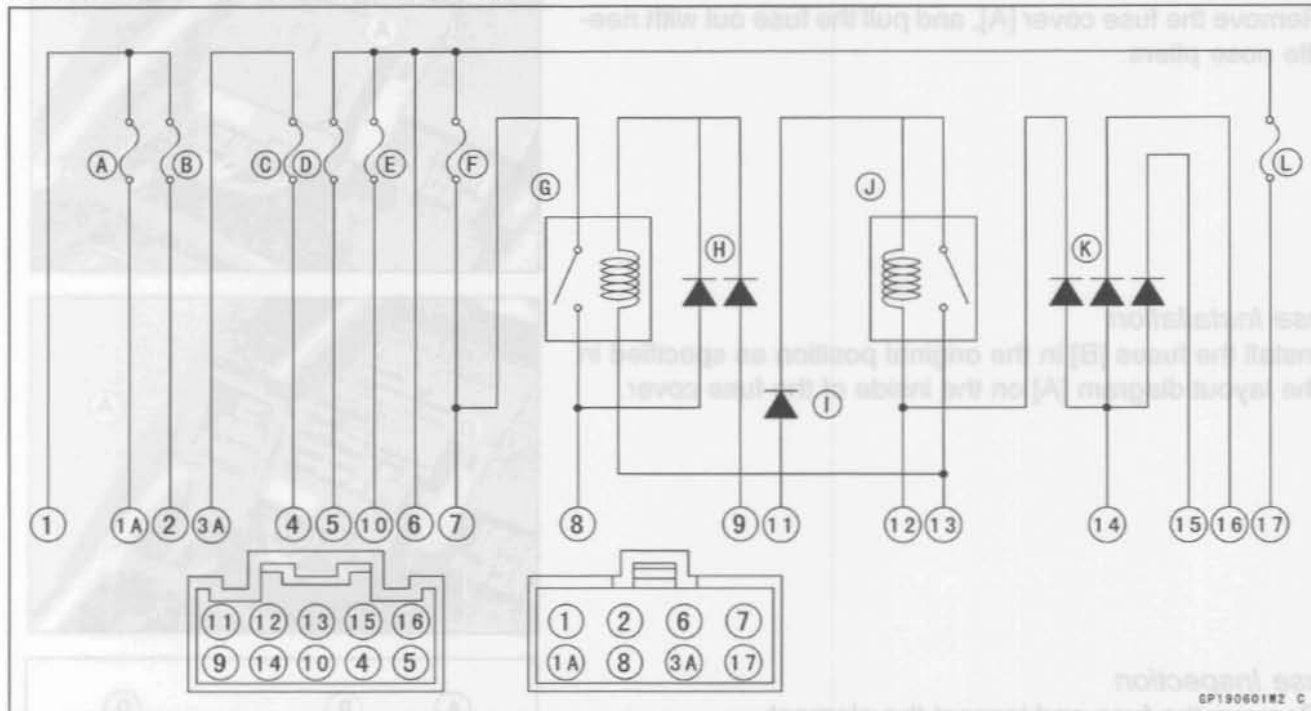 Remove the fuse cover [A], and pull the fuse out with nee-
dle nose pliers.
A
B
C
D
E
F
G
H
I
J
K
L
se Installation
nstall the fuses [B] in the original position as specified in
he layout diagram [A] on the inside of the fuse cover.
1 1A 2 3A 4 5 10 6 7 8 9 11 12 13 14 15 16 17
11 12 13 15 16
9 14 10 4 5
1 2 6 7
1A 8 3A 17
se Inspection
GP190601W2 C